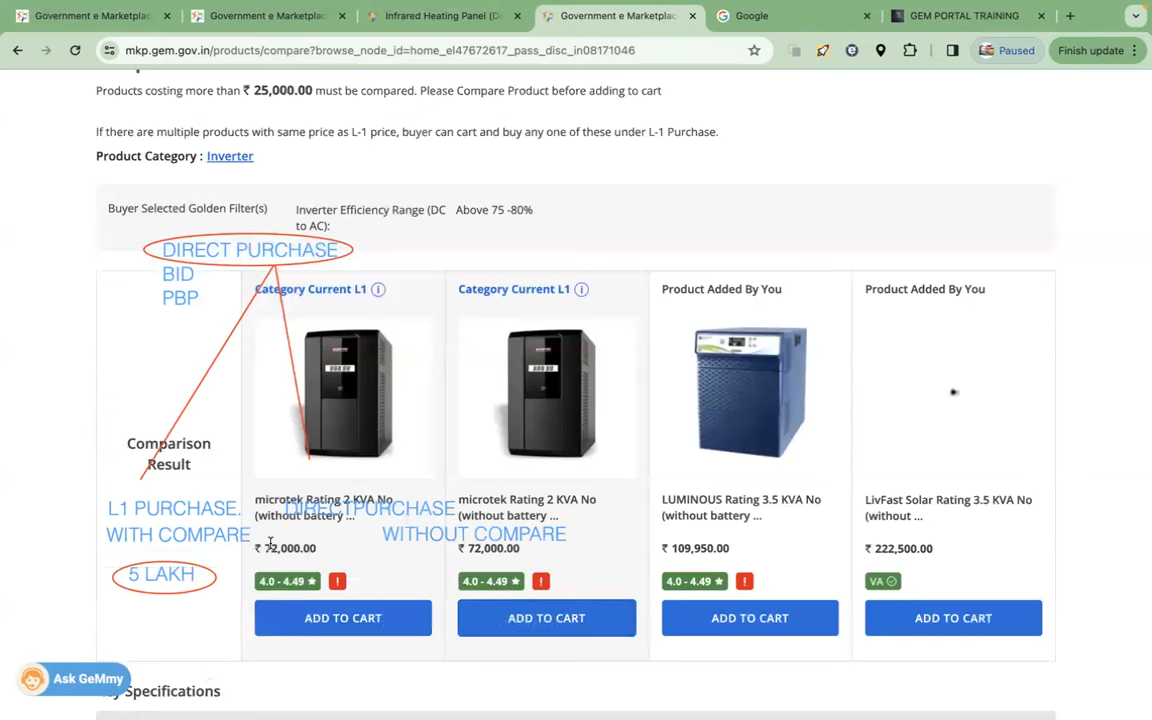 Government e Marketplac
Government e Marketplac
Infrared Heating Panel (D
Government e Marketplac
Google
GEM PORTAL TRAINING
mkp.gem.gov.in/products/compare?browse_node_id=home_el47672617_pass_disc_in08171046
Paused
Finish update
Products costing more than ₹ 25,000.00 must be compared. Please Compare Product before adding to cart
If there are multiple products with same price as L-1 price, buyer can cart and buy any one of these under L-1 Purchase.
Product Category : Inverter
Buyer Selected Golden Filter(s)
Inverter Efficiency Range (DC
to AC):
Above 75 -80%
DIRECT PURCHASE
BID
PBP
Category Current L1
Category Current L1
Product Added By You
Product Added By You
Comparison
Result
L1 PURCHASE.
WITH COMPARE
5 LAKH
DIRECTPURCHASE
WITHOUT COMPARE
microtek Rating 2 KVA No
(without battery ...
₹ 72,000.00
4.0 - 4.49
ADD TO CART
microtek Rating 2 KVA No
(without battery ...
₹ 72,000.00
4.0 - 4.49
ADD TO CART
LUMINOUS Rating 3.5 KVA No
(without battery ...
₹ 109,950.00
4.0 - 4.49
ADD TO CART
LivFast Solar Rating 3.5 KVA No
(without ...
₹ 222,500.00
VA
ADD TO CART
Ask GeMmy
Specifications